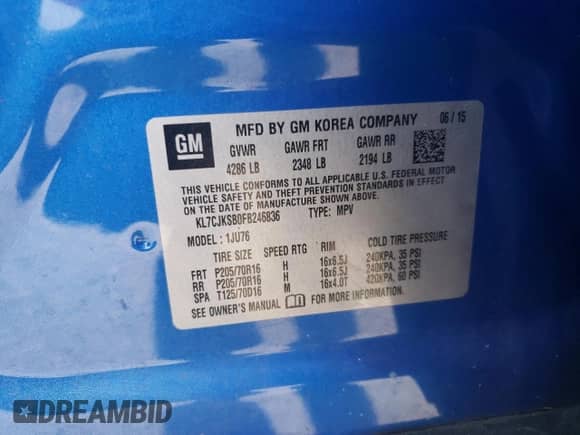 GM
MFD BY GM KOREA COMPANY 06 / 15
GVWR GAWR FRT GAWR RR
4286 LB 2348 LB 2194 LB
THIS VEHICLE CONFORMS TO ALL APPLICABLE U.S. FEDERAL MOTOR
VEHICLE SAFETY AND THEFT PREVENTION STANDARDS IN EFFECT ON
THE DATE OF MANUFACTURE SHOWN ABOVE.
KL7CJKSB0FB246836 TYPE: MPV
MODEL: 1JU76
TIRE SIZE SPEED RTG RIM COLD TIRE PRESSURE
FRT P205/70R16 H 16x6.5J 240KPA, 35 PSI
RR P205/70R16 H 16x6.5J 240KPA, 35 PSI
SPA T125/70D16 M 16x4.0T 420KPA, 60 PSI
SEE OWNER'S MANUAL FOR MORE INFORMATION.
DREAMBID